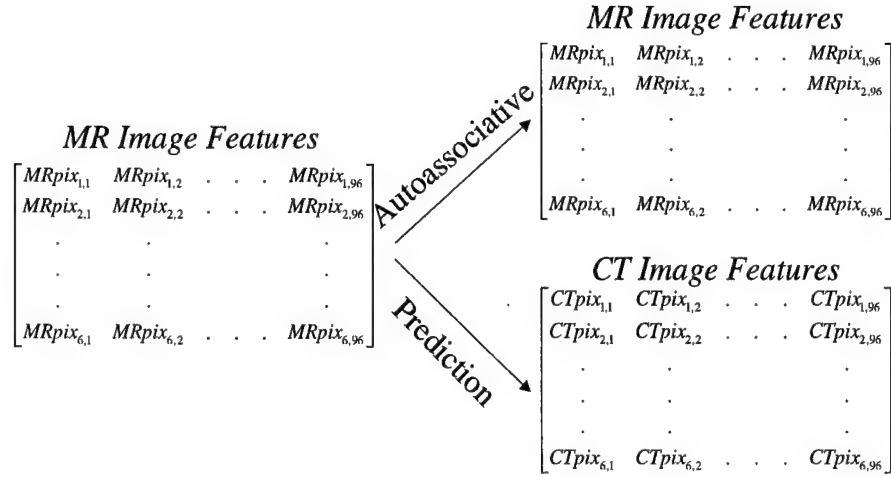 MR Image Features
MRpix1,1 MRpix1,2 . . . MRpix1,96
MRpix2,1 MRpix2,2 . . . MRpix2,96
. . .
. . .
. . .
MRpix6,1 MRpix6,2 . . . MRpix6,96
Autoassociative
Prediction
MR Image Features
MRpix1,1 MRpix1,2 . . . MRpix1,96
MRpix2,1 MRpix2,2 . . . MRpix2,96
. . .
. . .
. . .
MRpix6,1 MRpix6,2 . . . MRpix6,96
CT Image Features
CTpix1,1 CTpix1,2 . . . CTpix1,96
CTpix2,1 CTpix2,2 . . . CTpix2,96
. . .
. . .
. . .
CTpix6,1 CTpix6,2 . . . CTpix6,96